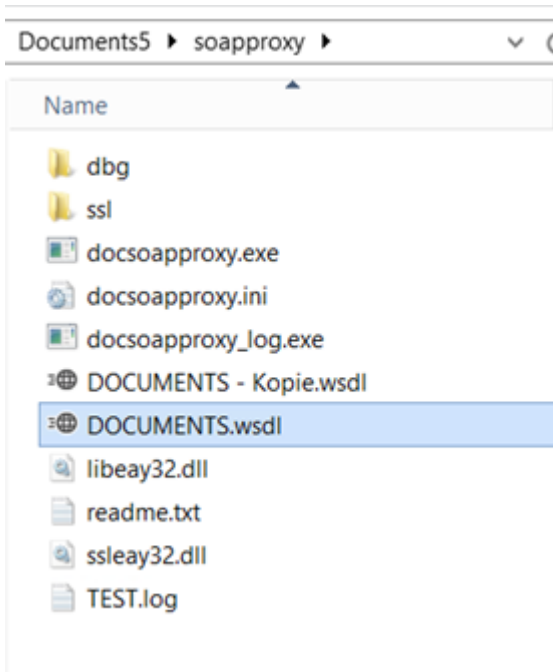 Documents5 soapproxy
Name
dbg
ssl
docsoapproxy.exe
docsoapproxy.ini
docsoapproxy_log.exe
DOCUMENTS - Kopie.wsdl
DOCUMENTS.wsdl
libeay32.dll
readme.txt
ssleay32.dll
TEST.log